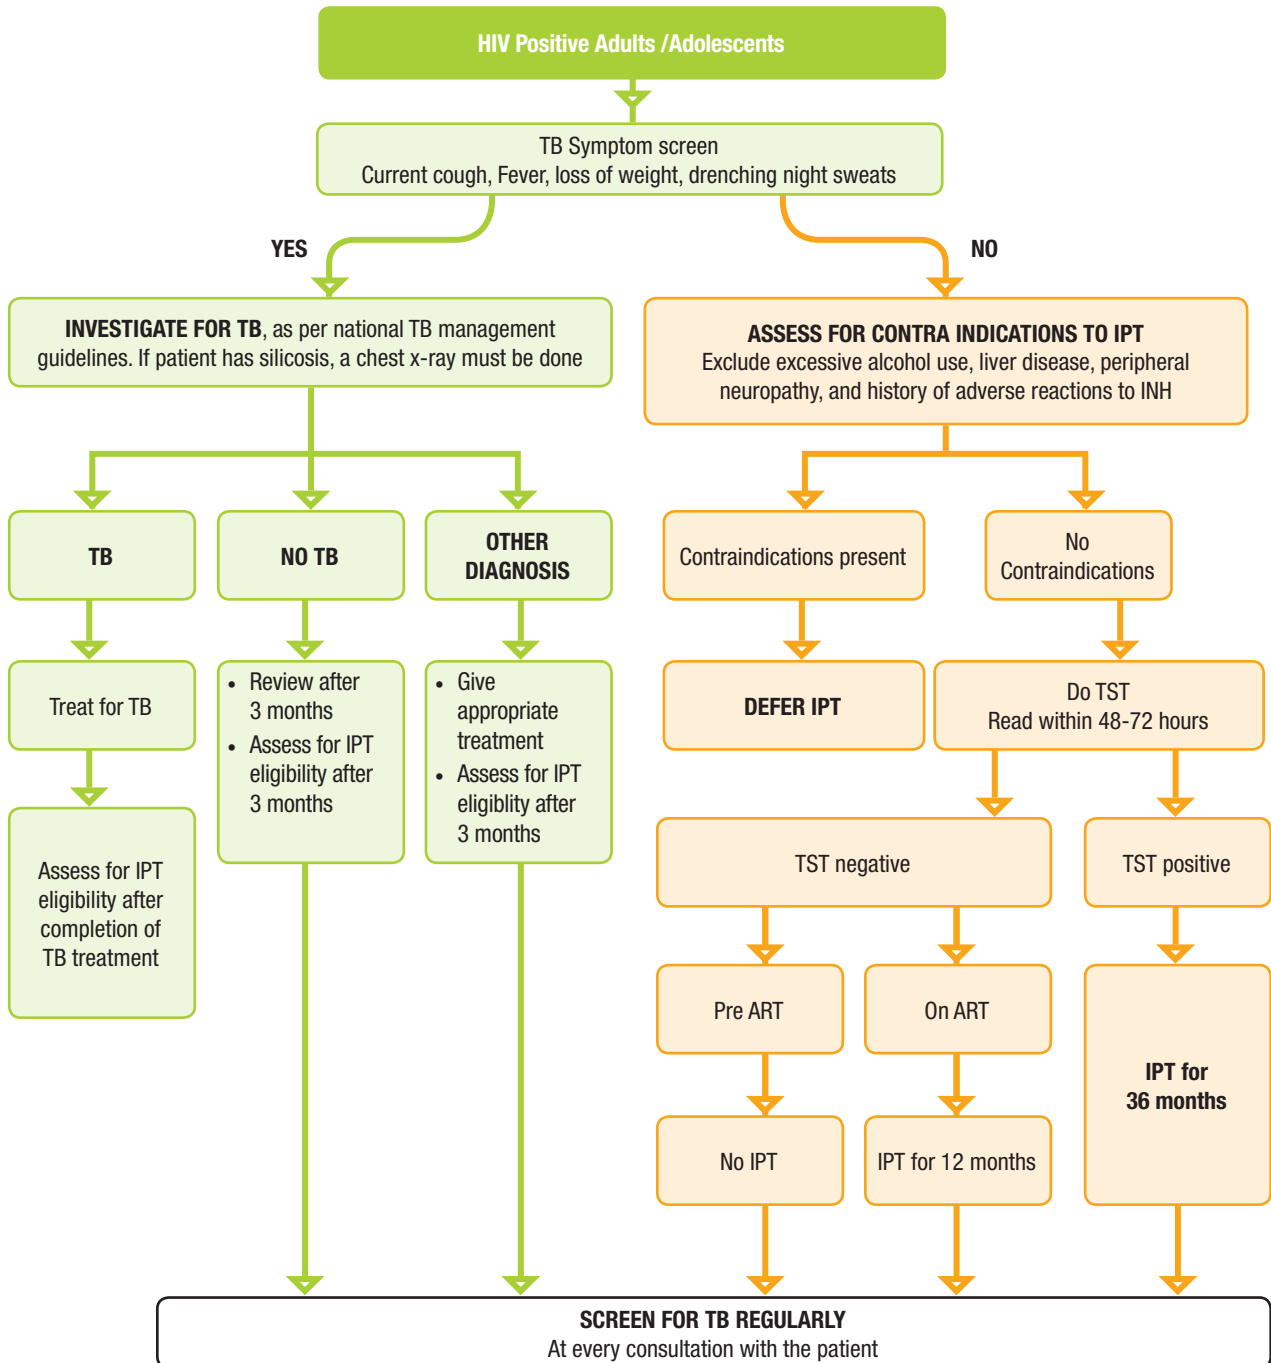 HIV Positive Adults /Adolescents
TB Symptom screen
Current cough, Fever, loss of weight, drenching night sweats
YES
NO
INVESTIGATE FOR TB, as per national TB management
guidelines. If patient has silicosis, a chest x-ray must be done
ASSESS FOR CONTRA INDICATIONS TO IPT
Exclude excessive alcohol use, liver disease, peripheral
neuropathy, and history of adverse reactions to INH
TB
NO TB
OTHER
DIAGNOSIS
Contraindications present
No
Contraindications
Treat for TB
• Review after
3 months
• Assess for IPT
eligibility after
3 months
• Give
appropriate
treatment
• Assess for IPT
eligiblity after
3 months
DEFER IPT
Do TST
Read within 48-72 hours
Assess for IPT
eligibility after
completion of
TB treatment
TST negative
TST positive
Pre ART
On ART
IPT for
36 months
No IPT
IPT for 12 months
SCREEN FOR TB REGULARLY
At every consultation with the patient